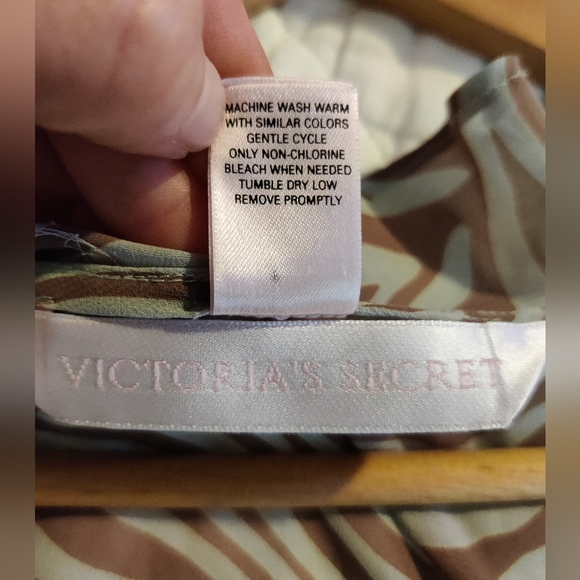 MACHINE WASH WARM
WITH SIMILAR COLORS
GENTLE CYCLE
ONLY NON-CHLORINE
BLEACH WHEN NEEDED
TUMBLE DRY LOW
REMOVE PROMPTLY
VICTORIA'S SECRET